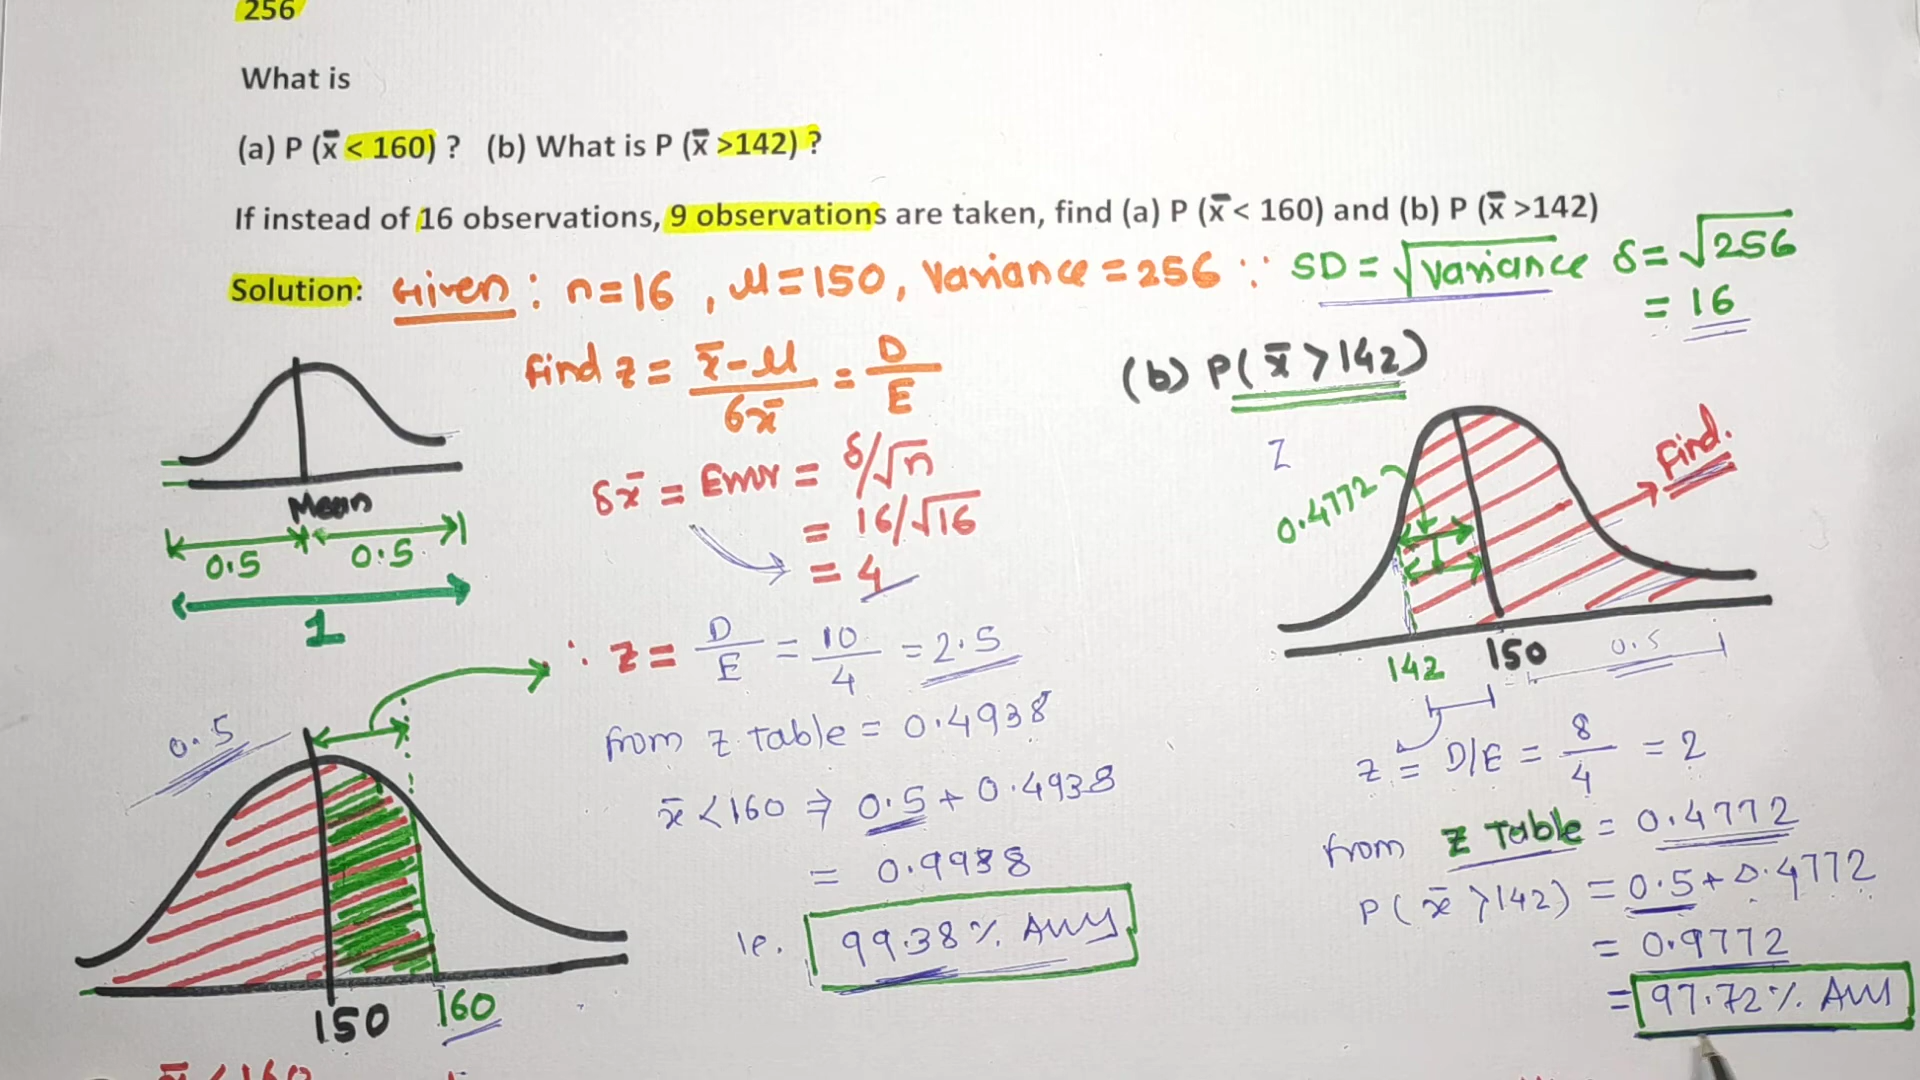 256
What is
(a) P (x̄ < 160) ? (b) What is P (x̄ >142) ?
If instead of 16 observations, 9 observations are taken, find (a) P (x̄ < 160) and (b) P (x̄ >142)
Solution: Given : n=16 , μ=150, Variance = 256 ∵ SD = √variance δ= √256
= 16
Find z = x̄-μ / 6x̄ = D / E
δx̄ = Error = δ/√n
= 16/√16
= 4
Mean
0.5 0.5
1
∴ z = D / E = 10 / 4 = 2.5
from z table = 0.4938
x̄ <160 ⇒ 0.5 + 0.4938
= 0.9938
ie. 99.38 % Ans
0.5
150 160
x̄ < 160
(b) P( x̄ >142)
Z
0.4772
Find.
142 150 0.5
z = D/E = 8 / 4 = 2
from Z Table = 0.4772
P( x̄ >142) = 0.5 + 0.4772
= 0.9772
= 97.72 % Ans